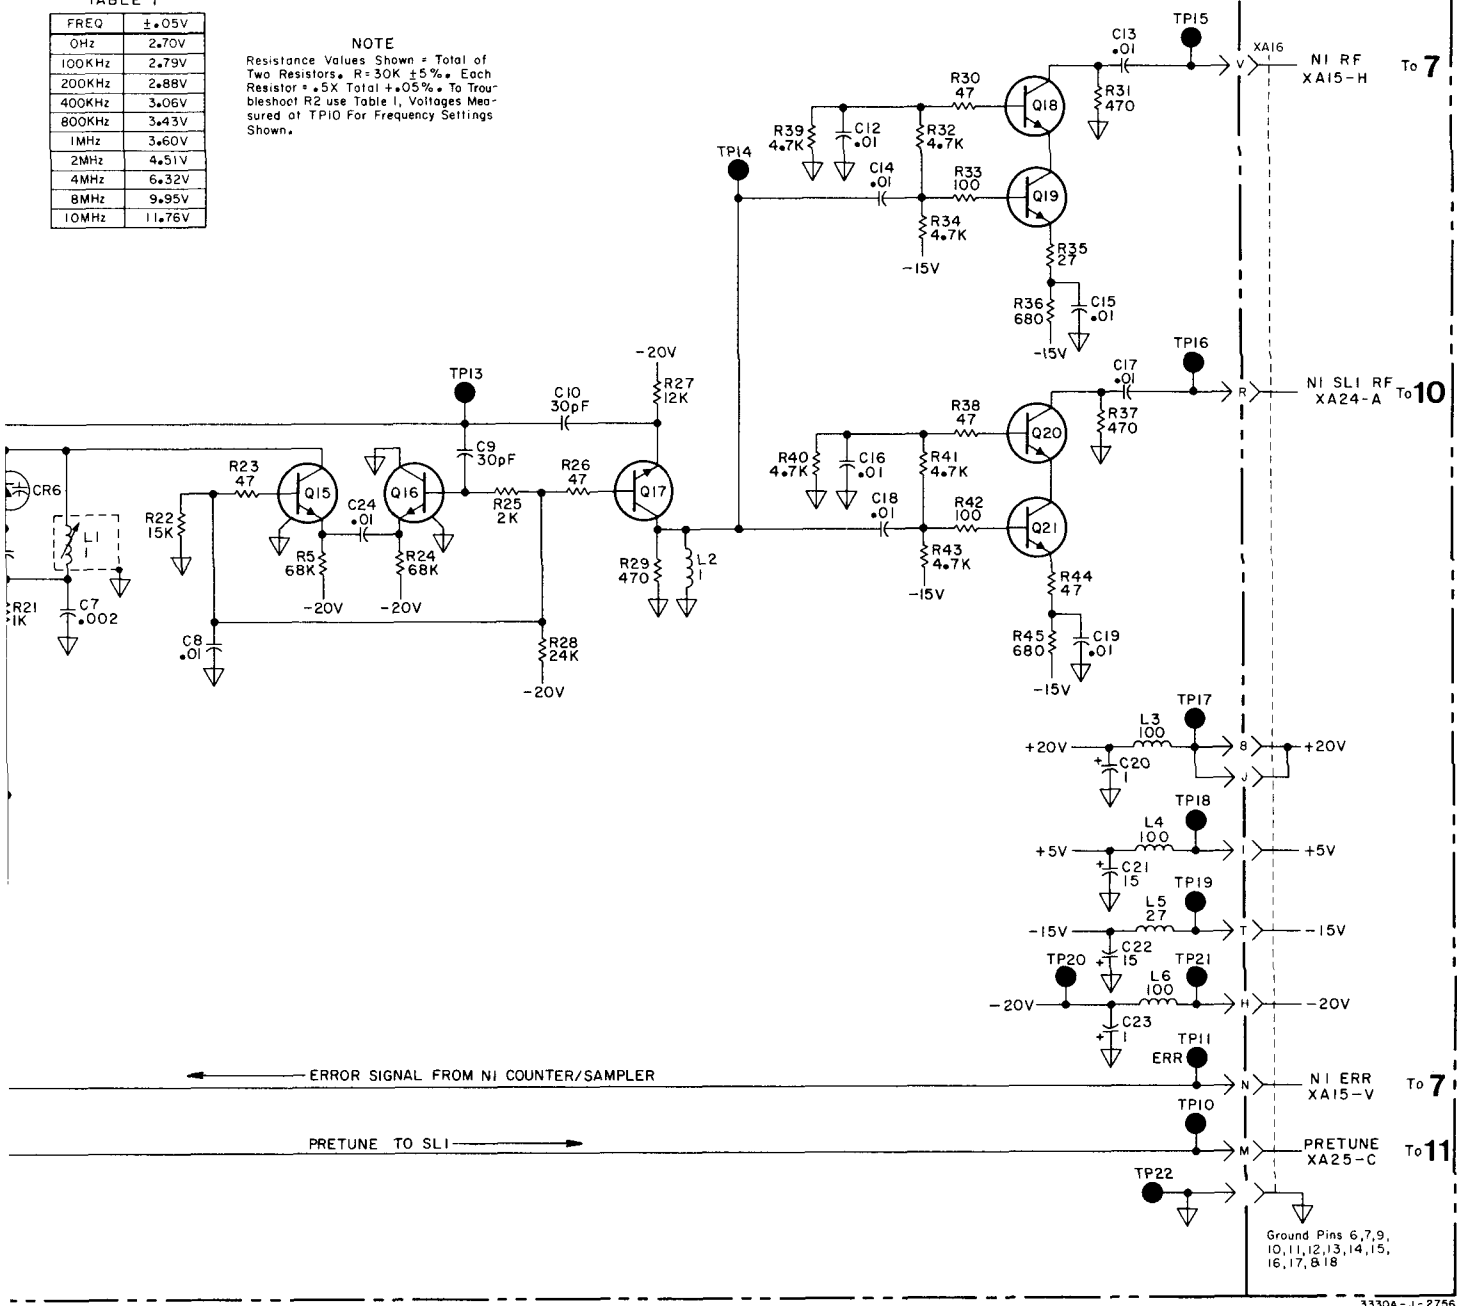 TABLE 1
FREQ ±.05V
0Hz 2.70V
100KHz 2.79V
200KHz 2.88V
400KHz 3.06V
800KHz 3.43V
1MHz 3.60V
2MHz 4.51V
4MHz 6.32V
8MHz 9.95V
10MHz 11.76V
NOTE
Resistance Values Shown = Total of
Two Resistors. R=30K ±5%. Each
Resistor = .5X Total +.05%. To Trou-
bleshoot R2 use Table 1, Voltages Mea-
sured at TP10 For Frequency Settings
Shown.
TP15
C13
.01
XA16
V
N1 RF
XA15-H
To 7
R30
47
Q18
R31
470
R39
4.7K
C12
.01
R32
4.7K
TP14
C14
.01
R33
100
Q19
R34
4.7K
-15V
R35
27
R36
680
C15
.01
-15V
TP16
C17
.01
R
N1 SL1 RF
XA24-A
To 10
R38
47
Q20
R37
470
R40
4.7K
C16
.01
R41
4.7K
C18
.01
R42
100
Q21
R43
4.7K
-15V
R44
47
R45
680
C19
.01
-15V
-20V
R27
12K
TP13
C10
30pF
C9
30pF
CR6
R23
47
Q15
Q16
R26
47
Q17
R25
2K
C24
.01
R22
15K
L1
1
R5
68K
R24
68K
-20V
-20V
R29
470
L2
1
R21
1K
C7
.002
C8
.01
R28
24K
-20V
TP17
L3
100
+20V
8
+20V
C20
1
J
TP18
L4
100
+5V
1
+5V
C21
15
TP19
L5
27
-15V
T
-15V
C22
15
TP20
TP21
L6
100
-20V
H
-20V
C23
1
TP11
ERR
ERROR SIGNAL FROM N1 COUNTER/SAMPLER
N
N1 ERR
XA15-V
To 7
TP10
PRETUNE TO SL1
M
PRETUNE
XA25-C
To 11
TP22
Ground Pins 6,7,9,
10,11,12,13,14,15,
16,17,&18
3330A-1-2756